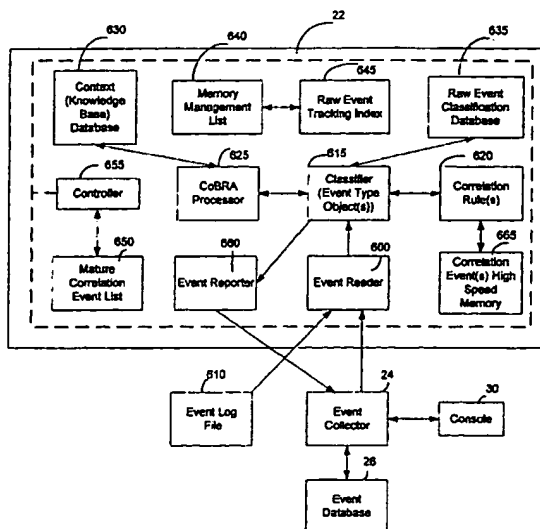 630
22
640
635
Context
(Knowledge
Base)
Database
Memory
Management
List
645
Raw Event
Tracking Index
Raw Event
Classification
Database
655
Controller
625
CoBRA
Processor
615
Classifier
(Event Type
Object(s))
620
Correlation
Rule(s)
650
Mature
Correlation
Event List
660
Event Reporter
600
Event Reader
665
Correlation
Event(s) High
Speed
Memory
610
Event Log
File
24
Event
Collector
30
Console
26
Event
Database